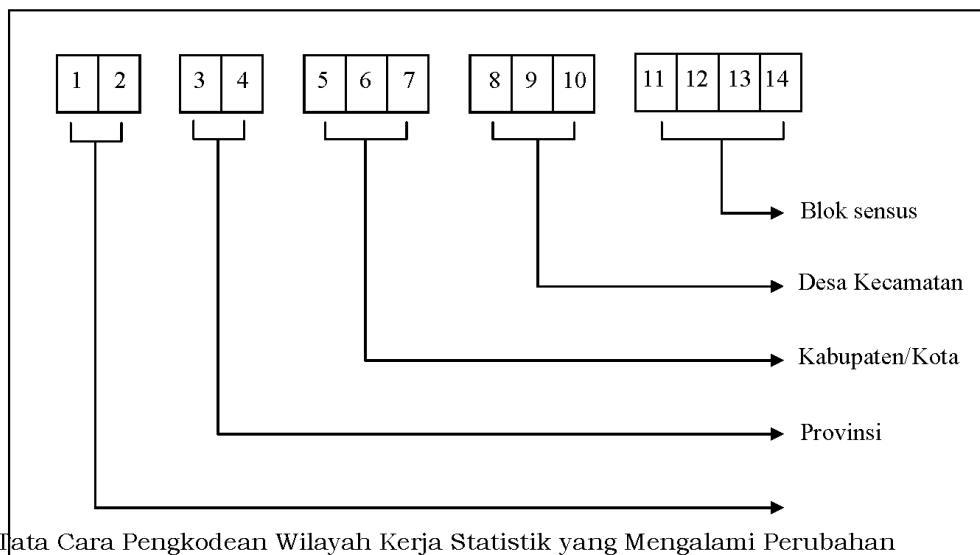 1 2 3 4 5 6 7 8 9 10 11 12 13 14
Blok sensus
Desa Kecamatan
Kabupaten/Kota
Provinsi
Tata Cara Pengkodean Wilayah Kerja Statistik yang Mengalami Perubahan